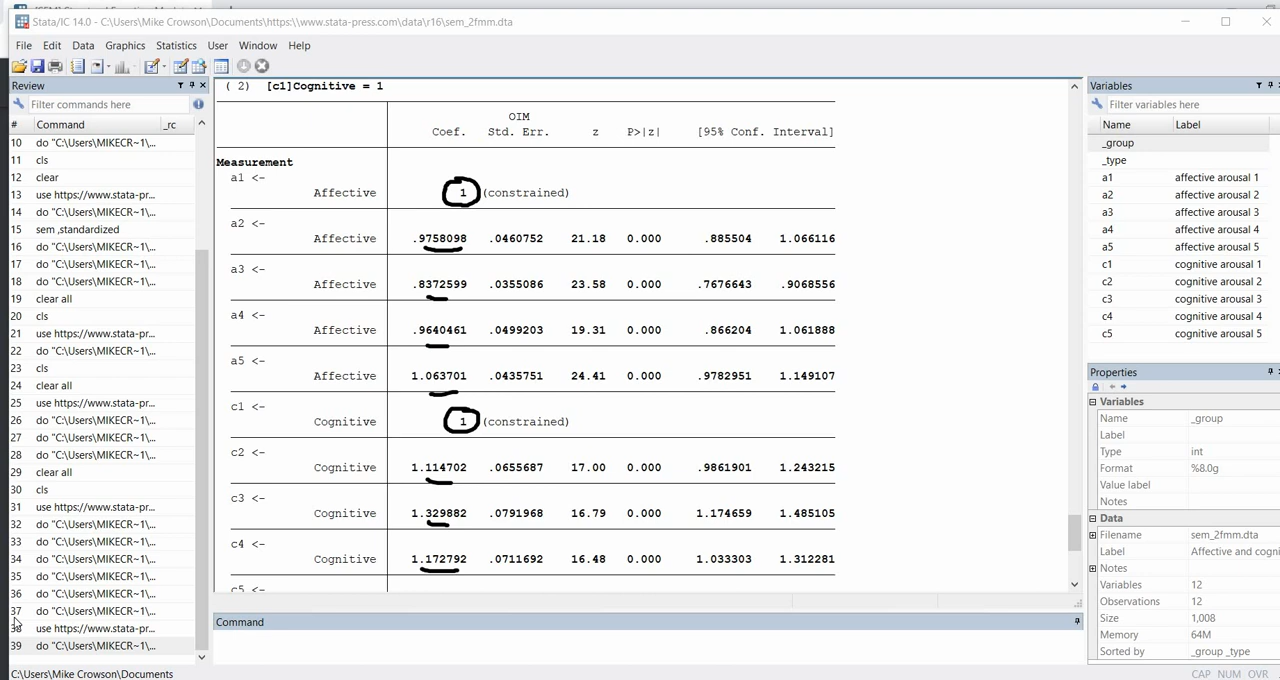 Stata/IC 14.0 - C:\Users\Mike Crowson\Documents\https:\\www.stata-press.com\data\r16\sem_2fmm.dta
File Edit Data Graphics Statistics User Window Help
Review
Filter commands here
# Command _rc
10 do "C:\Users\MIKECR~1\...
11 cls
12 clear
13 use https://www.stata-pr...
14 do "C:\Users\MIKECR~1\...
15 sem ,standardized
16 do "C:\Users\MIKECR~1\...
17 do "C:\Users\MIKECR~1\...
18 do "C:\Users\MIKECR~1\...
19 clear all
20 cls
21 use https://www.stata-pr...
22 do "C:\Users\MIKECR~1\...
23 cls
24 clear all
25 use https://www.stata-pr...
26 do "C:\Users\MIKECR~1\...
27 do "C:\Users\MIKECR~1\...
28 do "C:\Users\MIKECR~1\...
29 clear all
30 cls
31 use https://www.stata-pr...
32 do "C:\Users\MIKECR~1\...
33 do "C:\Users\MIKECR~1\...
34 do "C:\Users\MIKECR~1\...
35 do "C:\Users\MIKECR~1\...
36 do "C:\Users\MIKECR~1\...
37 do "C:\Users\MIKECR~1\...
38 use https://www.stata-pr...
39 do "C:\Users\MIKECR~1\...
( 2) [c1]Cognitive = 1
OIM
Coef. Std. Err. z P>|z| [95% Conf. Interval]
Measurement
a1 <-
Affective 1 (constrained)
a2 <-
Affective .9758098 .0460752 21.18 0.000 .885504 1.066116
a3 <-
Affective .8372599 .0355086 23.58 0.000 .7676643 .9068556
a4 <-
Affective .9640461 .0499203 19.31 0.000 .866204 1.061888
a5 <-
Affective 1.063701 .0435751 24.41 0.000 .9782951 1.149107
c1 <-
Cognitive 1 (constrained)
c2 <-
Cognitive 1.114702 .0655687 17.00 0.000 .9861901 1.243215
c3 <-
Cognitive 1.329882 .0791968 16.79 0.000 1.174659 1.485105
c4 <-
Cognitive 1.172792 .0711692 16.48 0.000 1.033303 1.312281
c5 <-
Command
Variables
Filter variables here
Name Label
_group
_type
a1 affective arousal 1
a2 affective arousal 2
a3 affective arousal 3
a4 affective arousal 4
a5 affective arousal 5
c1 cognitive arousal 1
c2 cognitive arousal 2
c3 cognitive arousal 3
c4 cognitive arousal 4
c5 cognitive arousal 5
Properties
Variables
Name _group
Label
Type int
Format %8.0g
Value label
Notes
Data
Filename sem_2fmm.dta
Label Affective and cogni
Notes
Variables 12
Observations 12
Size 1,008
Memory 64M
Sorted by _group _type
C:\Users\Mike Crowson\Documents
CAP NUM OVR